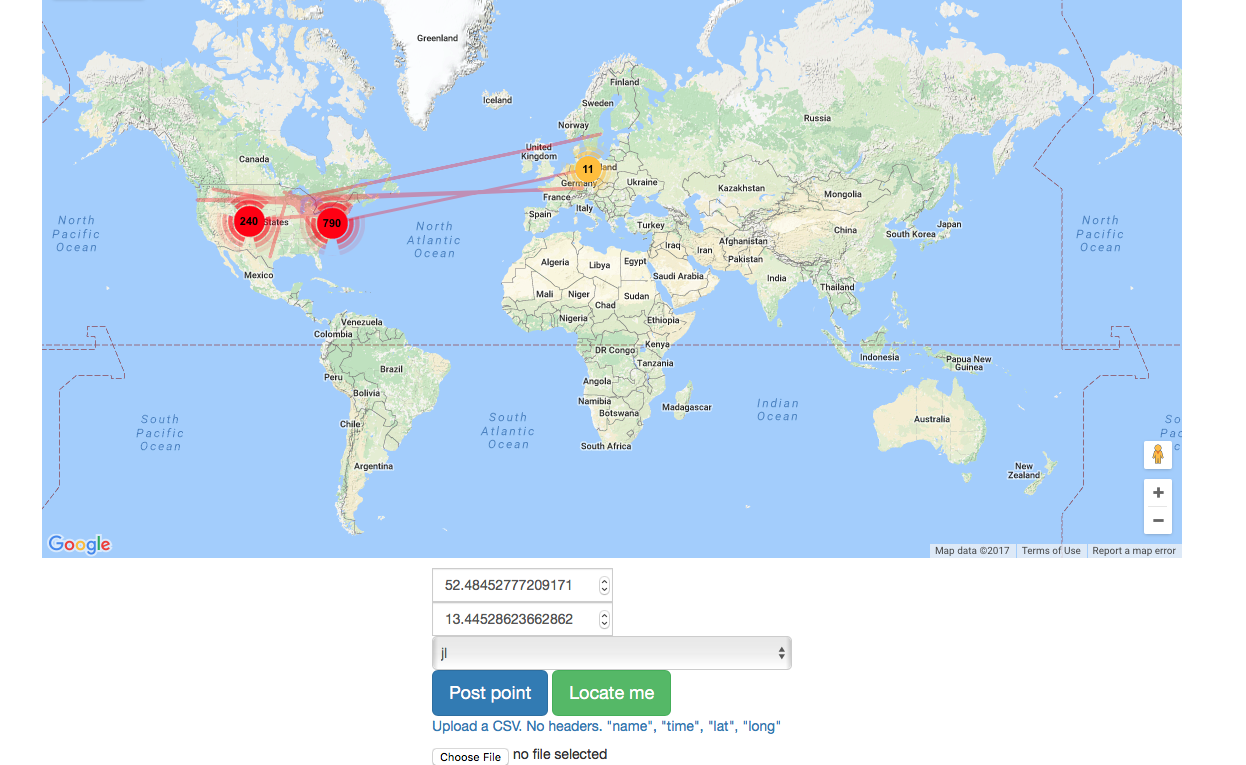 Greenland
Iceland
Finland
Sweden
Norway
Russia
United
Kingdom
Canada
11
land
Germany
Ukraine
Kazakhstan
Mongolia
France
Italy
Spain
Turkey
North
Pacific
Ocean
240
States
790
North
Atlantic
Ocean
Afghanistan
China
Japan
South Korea
North
Pacific
Ocean
Iraq
Iran
Pakistan
Mexico
Algeria
Libya
Egypt
Saudi Arabia
India
Thailand
Mali
Niger
Chad
Sudan
Nigeria
Ethiopia
Venezuela
Colombia
DR Congo
Kenya
Tanzania
Indonesia
Papua New
Guinea
Peru
Brazil
Bolivia
Angola
Namibia
Botswana
Madagascar
Indian
Ocean
South
Pacific
Ocean
Chile
South
Atlantic
Ocean
Australia
So
Pac
c
South Africa
Argentina
New
Zealand
+
−
Google
Map data ©2017 Terms of Use Report a map error
52.48452777209171
13.44528623662862
jl
Post point Locate me
Upload a CSV. No headers. "name", "time", "lat", "long"
Choose File no file selected